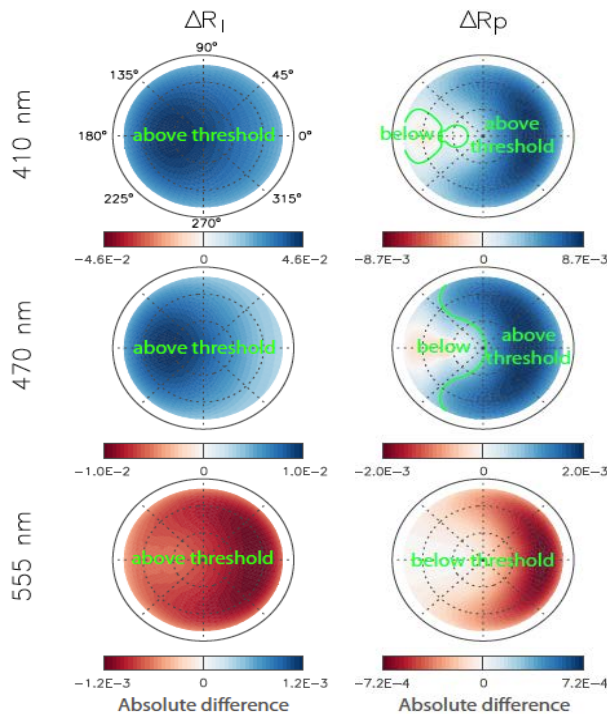 ΔR_I ΔR_p
410 nm
90°
135° 45°
180° above threshold 0°
225° 315°
270°
below above threshold
−4.6E−2 0 4.6E−2
−8.7E−3 0 8.7E−3
470 nm
above threshold
below above threshold
−1.0E−2 0 1.0E−2
−2.0E−3 0 2.0E−3
555 nm
above threshold
below threshold
−1.2E−3 0 1.2E−3
−7.2E−4 0 7.2E−4
Absolute difference Absolute difference